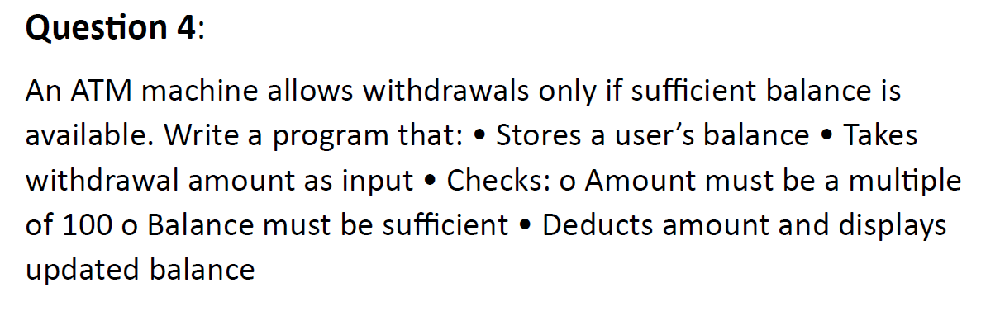 Question 4:
An ATM machine allows withdrawals only if sufficient balance is
available. Write a program that: • Stores a user’s balance • Takes
withdrawal amount as input • Checks: o Amount must be a multiple
of 100 o Balance must be sufficient • Deducts amount and displays
updated balance